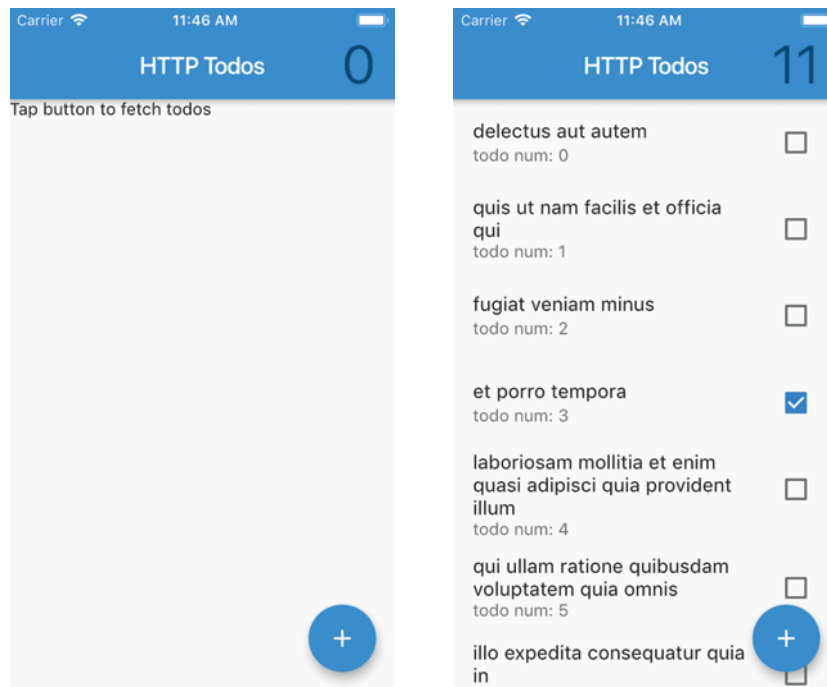 Carrier 11:46 AM
HTTP Todos 0
Tap button to fetch todos
+
Carrier 11:46 AM
HTTP Todos 11
delectus aut autem
todo num: 0
quis ut nam facilis et officia
qui
todo num: 1
fugiat veniam minus
todo num: 2
et porro tempora
todo num: 3
laboriosam mollitia et enim
quasi adipisci quia provident
illum
todo num: 4
qui ullam ratione quibusdam
voluptatem quia omnis
todo num: 5
illo expedita consequatur quia
in
+